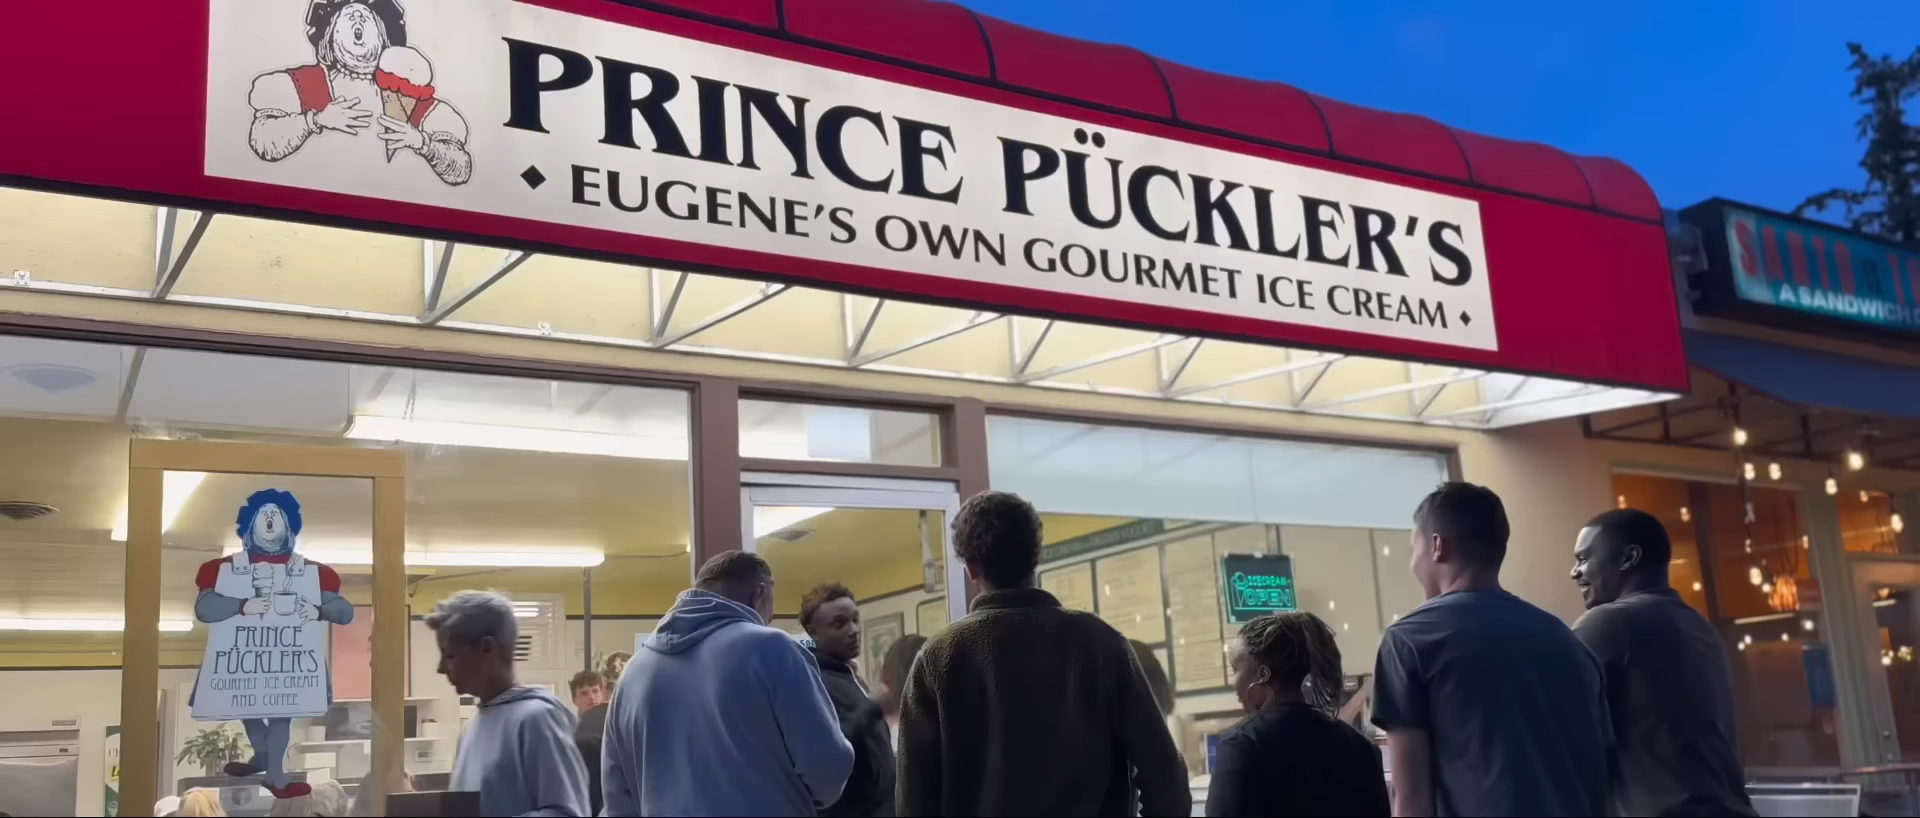 PRINCE PÜCKLER'S
◆ EUGENE'S OWN GOURMET ICE CREAM ◆
A SANDWICH
PRINCE
PÜCKLER'S
GOURMET ICE CREAM
AND COFFEE
ICE CREAM
OPEN